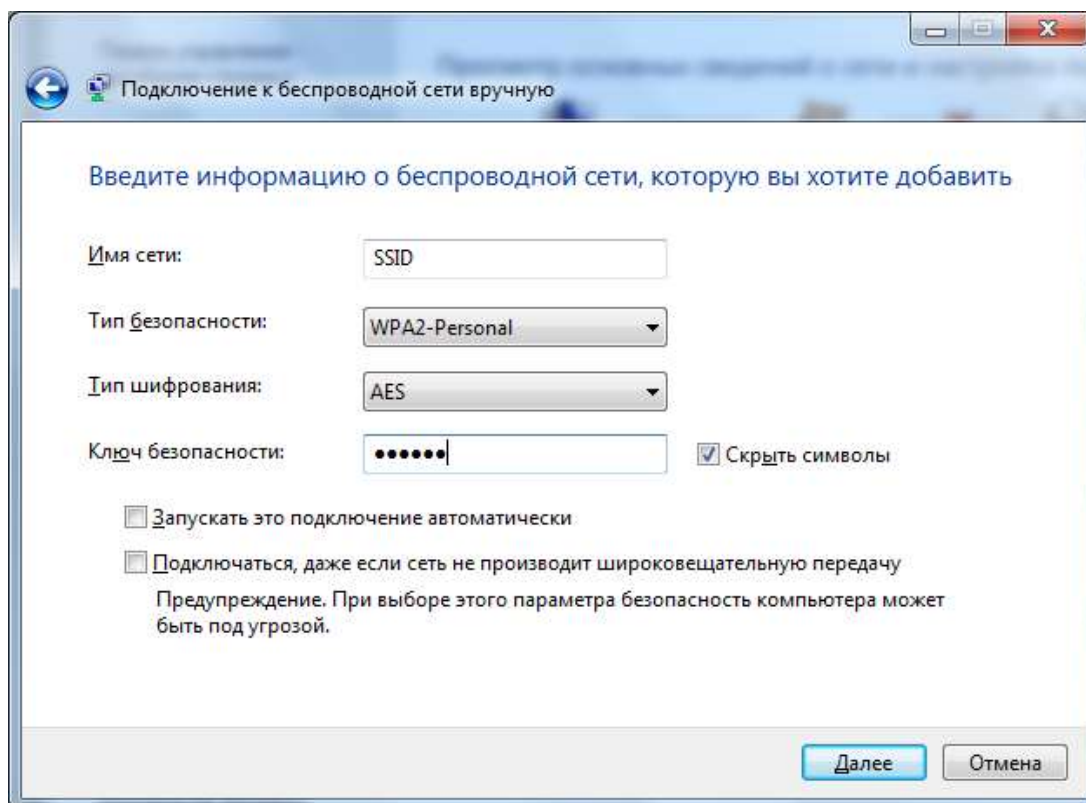 Подключение к беспроводной сети вручную
Введите информацию о беспроводной сети, которую вы хотите добавить
Имя сети:
SSID
Тип безопасности:
WPA2-Personal
Тип шифрования:
AES
Ключ безопасности:
●●●●●●
Скрыть символы
Запускать это подключение автоматически
Подключаться, даже если сеть не производит широковещательную передачу
Предупреждение. При выборе этого параметра безопасность компьютера может
быть под угрозой.
Далее
Отмена